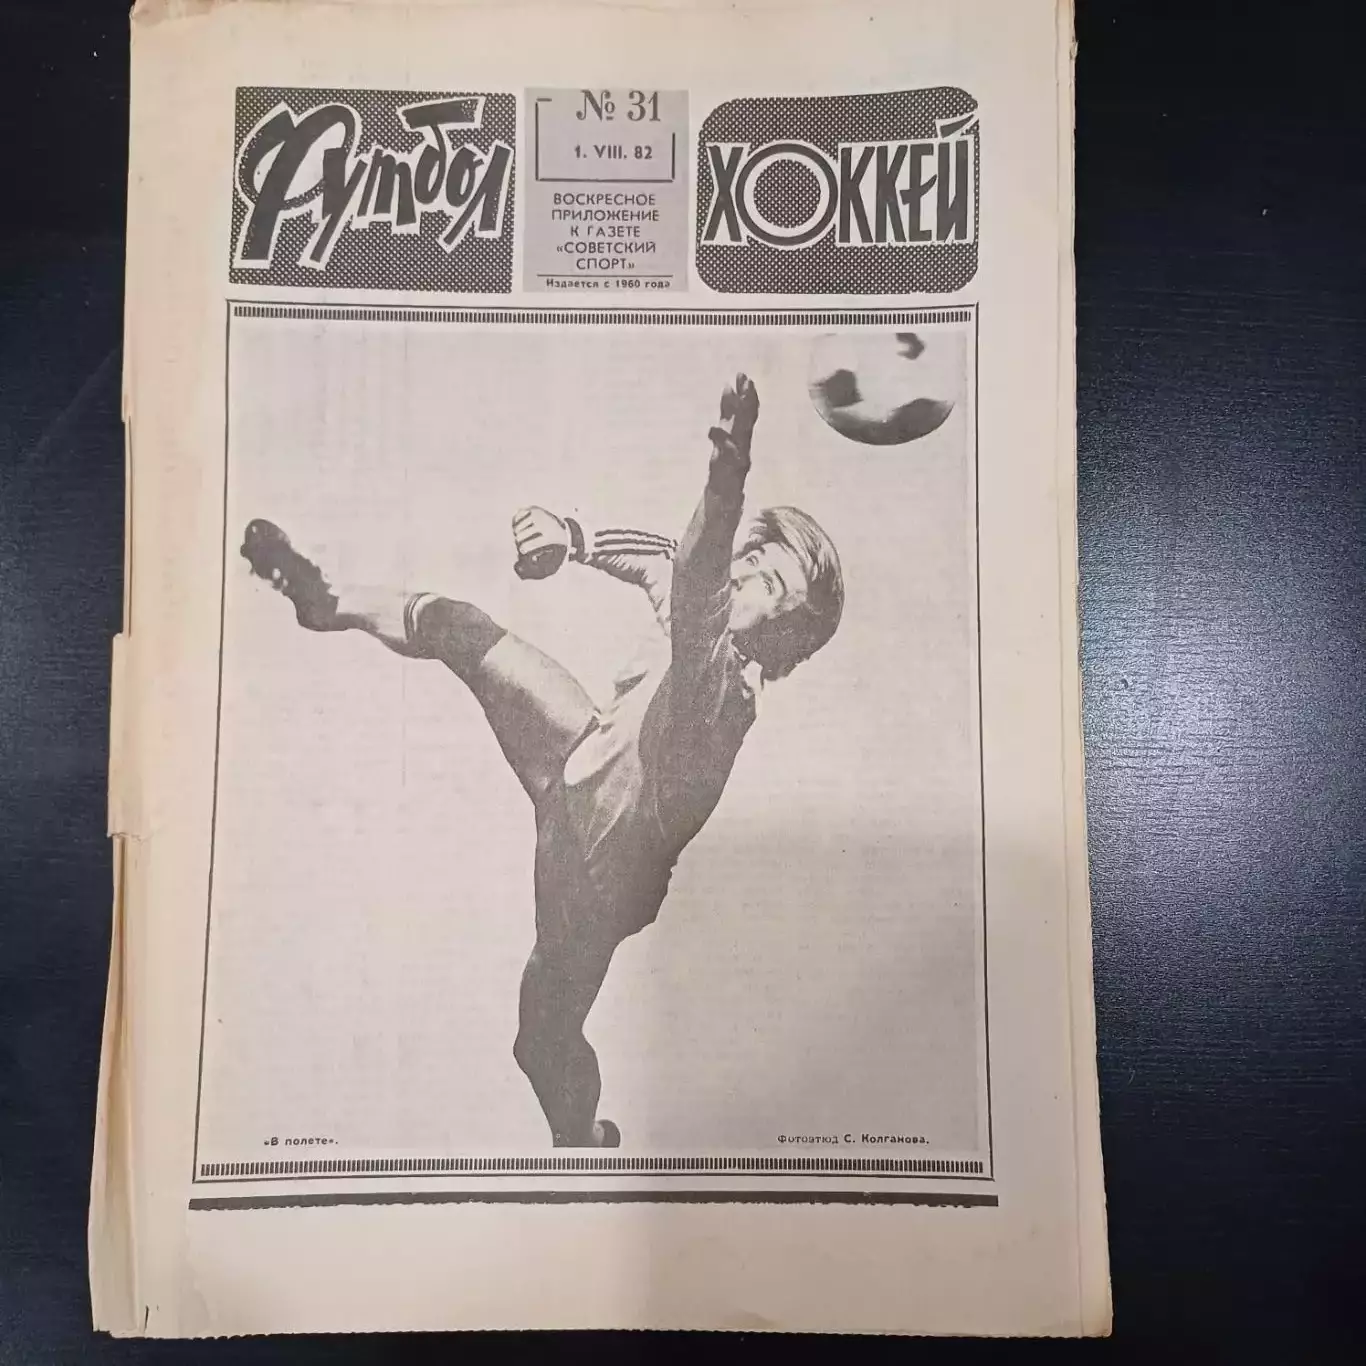 Футбол
№ 31
1. VIII. 82
ВОСКРЕСНОЕ
ПРИЛОЖЕНИЕ
К ГАЗЕТЕ
«СОВЕТСКИЙ
СПОРТ»
Издается с 1960 года
ХОККЕЙ
«В полете».
Фотоэтюд С. Колганова.